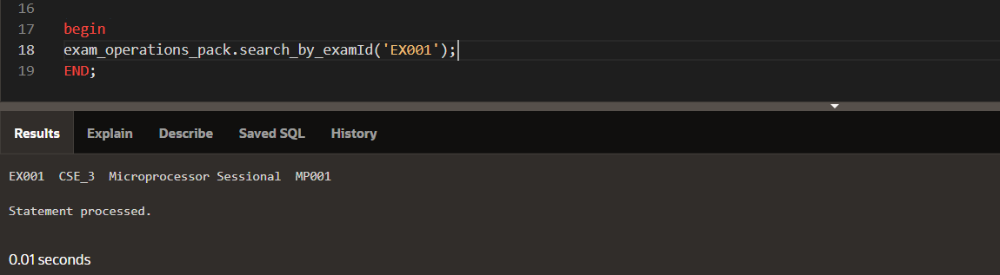 16
17 begin
18 exam_operations_pack.search_by_examId('EX001');
19 END;
Results Explain Describe Saved SQL History
EX001 CSE_3 Microprocessor Sessional MP001
Statement processed.
0.01 seconds